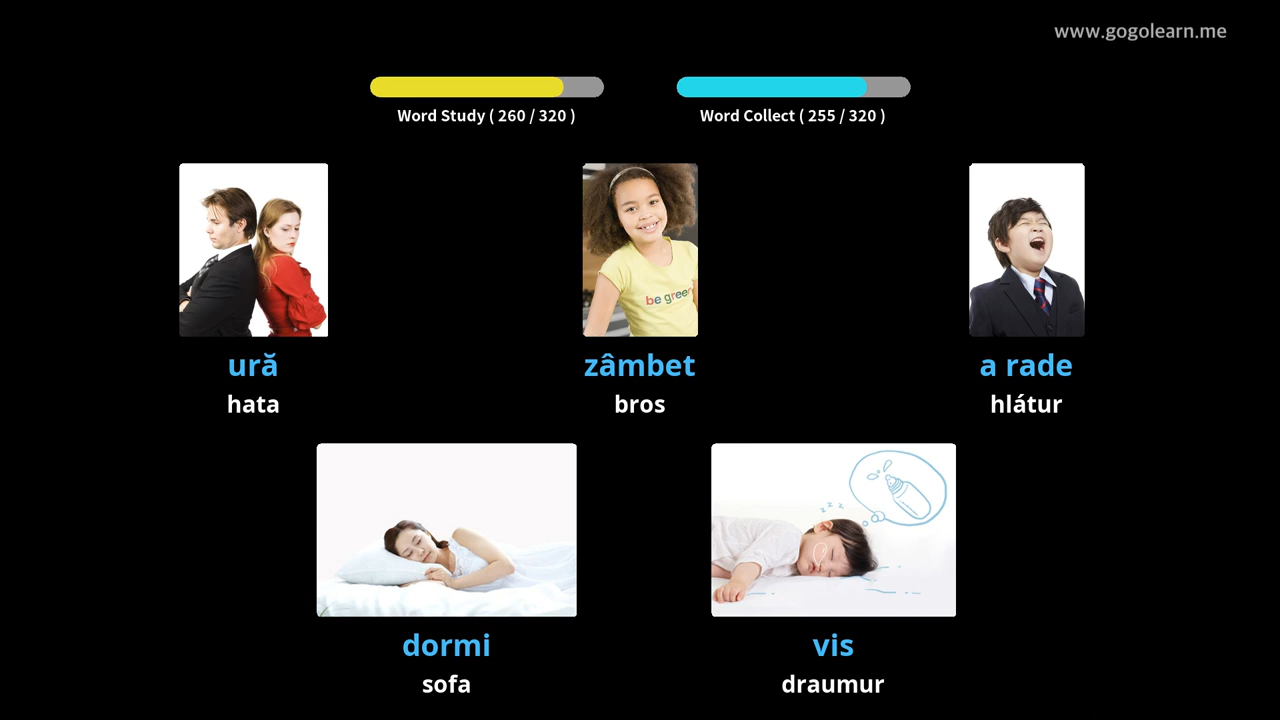 www.gogolearn.me
Word Study ( 260 / 320 )
Word Collect ( 255 / 320 )
be green
ură
zâmbet
a rade
hata
bros
hlátur
dormi
vis
sofa
draumur